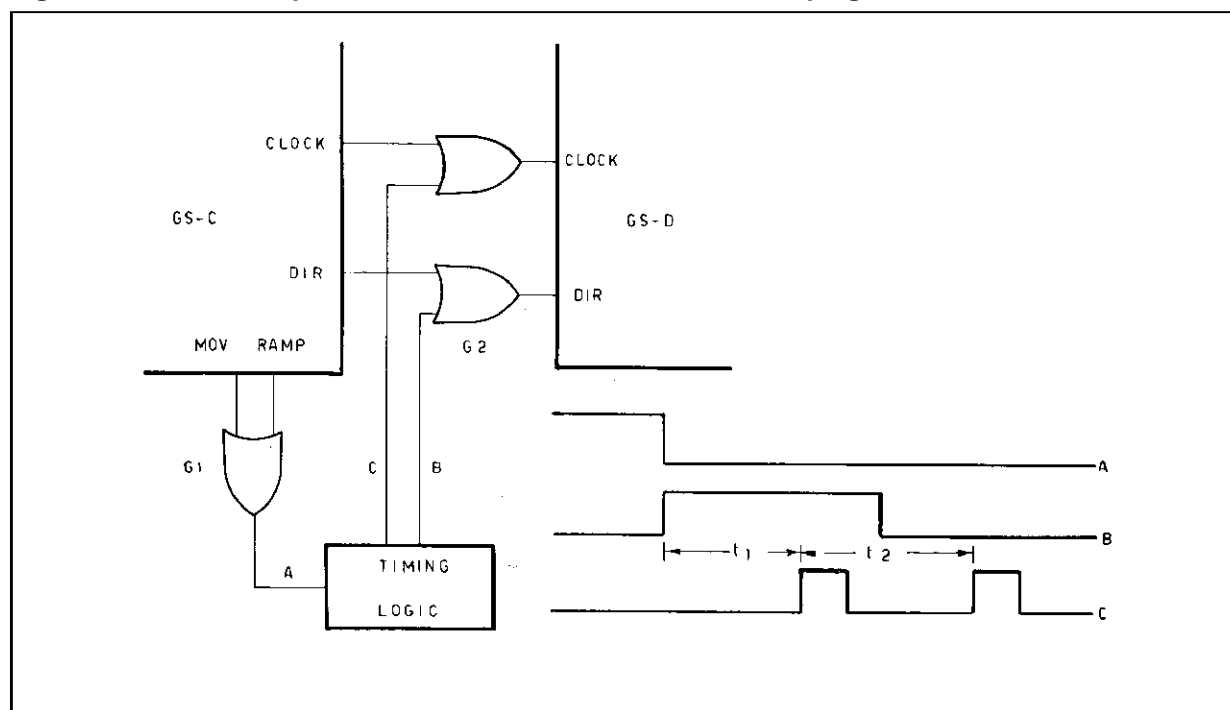 CLOCK
CLOCK
GS-C
GS-D
DIR
DIR
MOV RAMP
G2
G1
C
B
A
A
B
t1
t2
C
TIMING
LOGIC